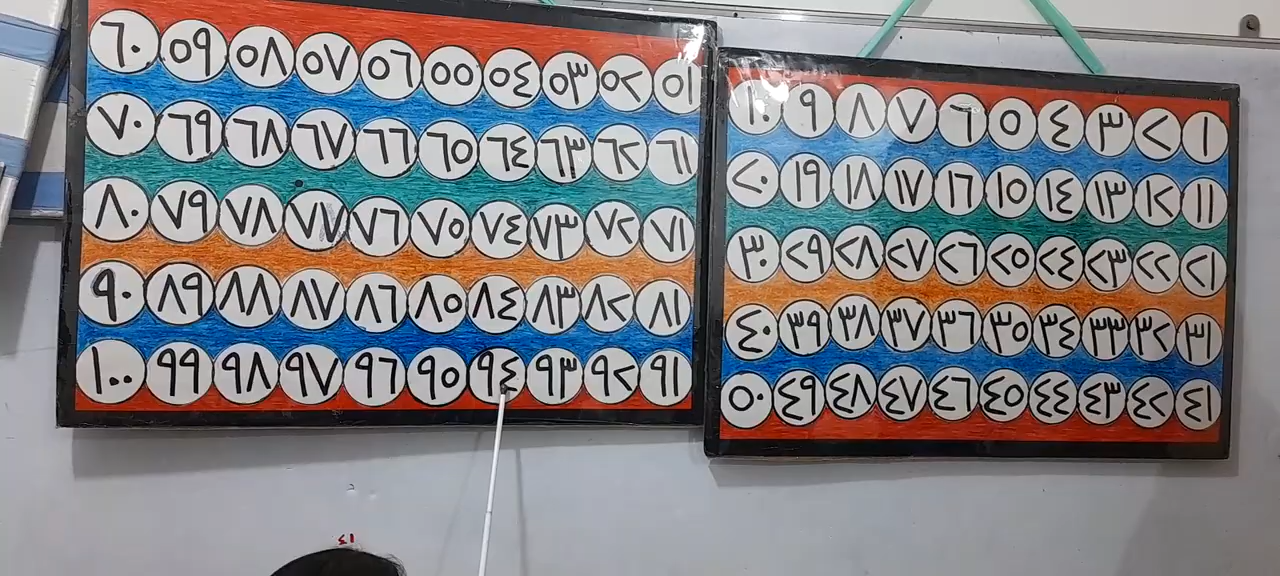 ١ ٢ ٣ ٤ ٥ ٦ ٧ ٨ ٩ ١٠
١١ ١٢ ١٣ ١٤ ١٥ ١٦ ١٧ ١٨ ١٩ ٢٠
٢١ ٢٢ ٢٣ ٢٤ ٢٥ ٢٦ ٢٧ ٢٨ ٢٩ ٣٠
٣١ ٣٢ ٣٣ ٣٤ ٣٥ ٣٦ ٣٧ ٣٨ ٣٩ ٤٠
٤١ ٤٢ ٤٣ ٤٤ ٤٥ ٤٦ ٤٧ ٤٨ ٤٩ ٥٠
٥١ ٥٢ ٥٣ ٥٤ ٥٥ ٥٦ ٥٧ ٥٨ ٥٩ ٦٠
٦١ ٦٢ ٦٣ ٦٤ ٦٥ ٦٦ ٦٧ ٦٨ ٦٩ ٧٠
٧١ ٧٢ ٧٣ ٧٤ ٧٥ ٧٦ ٧٧ ٧٨ ٧٩ ٨٠
٨١ ٨٢ ٨٣ ٨٤ ٨٥ ٨٦ ٨٧ ٨٨ ٨٩ ٩٠
٩١ ٩٢ ٩٣ ٩٤ ٩٥ ٩٦ ٩٧ ٩٨ ٩٩ ١٠٠